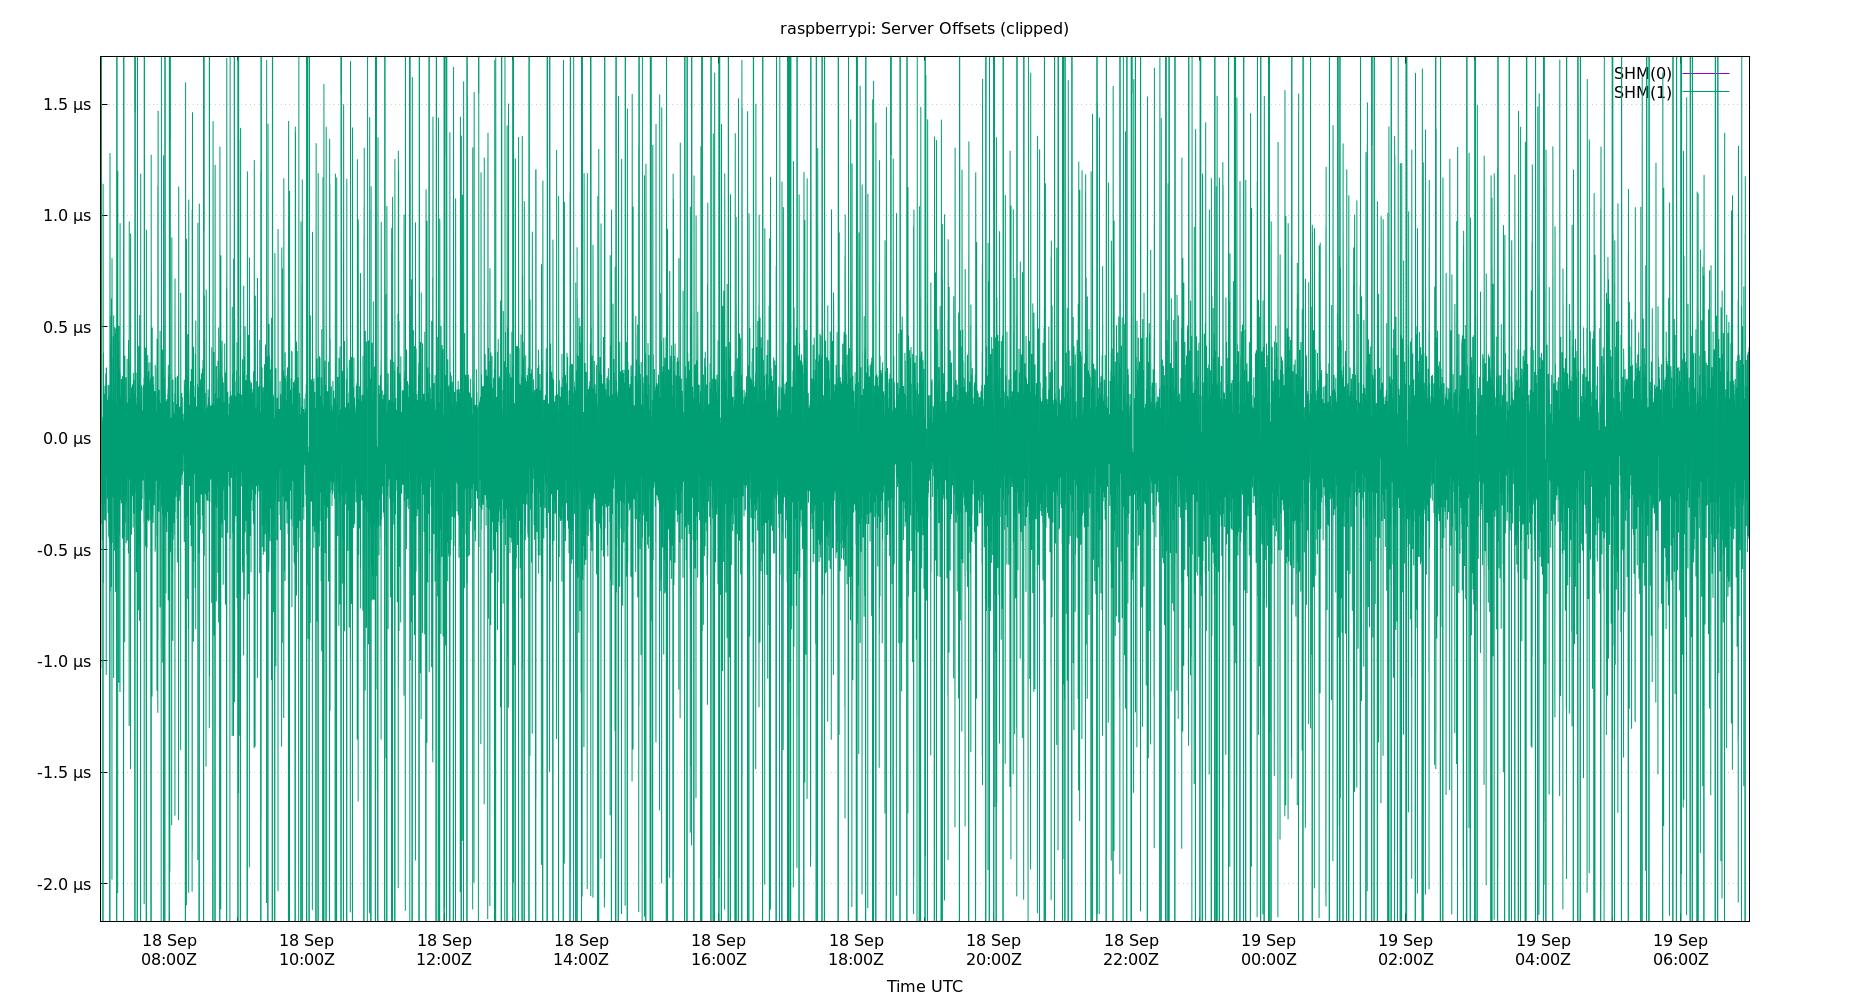 raspberrypi: Server Offsets (clipped)
SHM(0)
SHM(1)
1.5 µs
1.0 µs
0.5 µs
0.0 µs
-0.5 µs
-1.0 µs
-1.5 µs
-2.0 µs
18 Sep 18 Sep 18 Sep 18 Sep 18 Sep 18 Sep 18 Sep 18 Sep 19 Sep 19 Sep 19 Sep 19 Sep
08:00Z 10:00Z 12:00Z 14:00Z 16:00Z 18:00Z 20:00Z 22:00Z 00:00Z 02:00Z 04:00Z 06:00Z
Time UTC